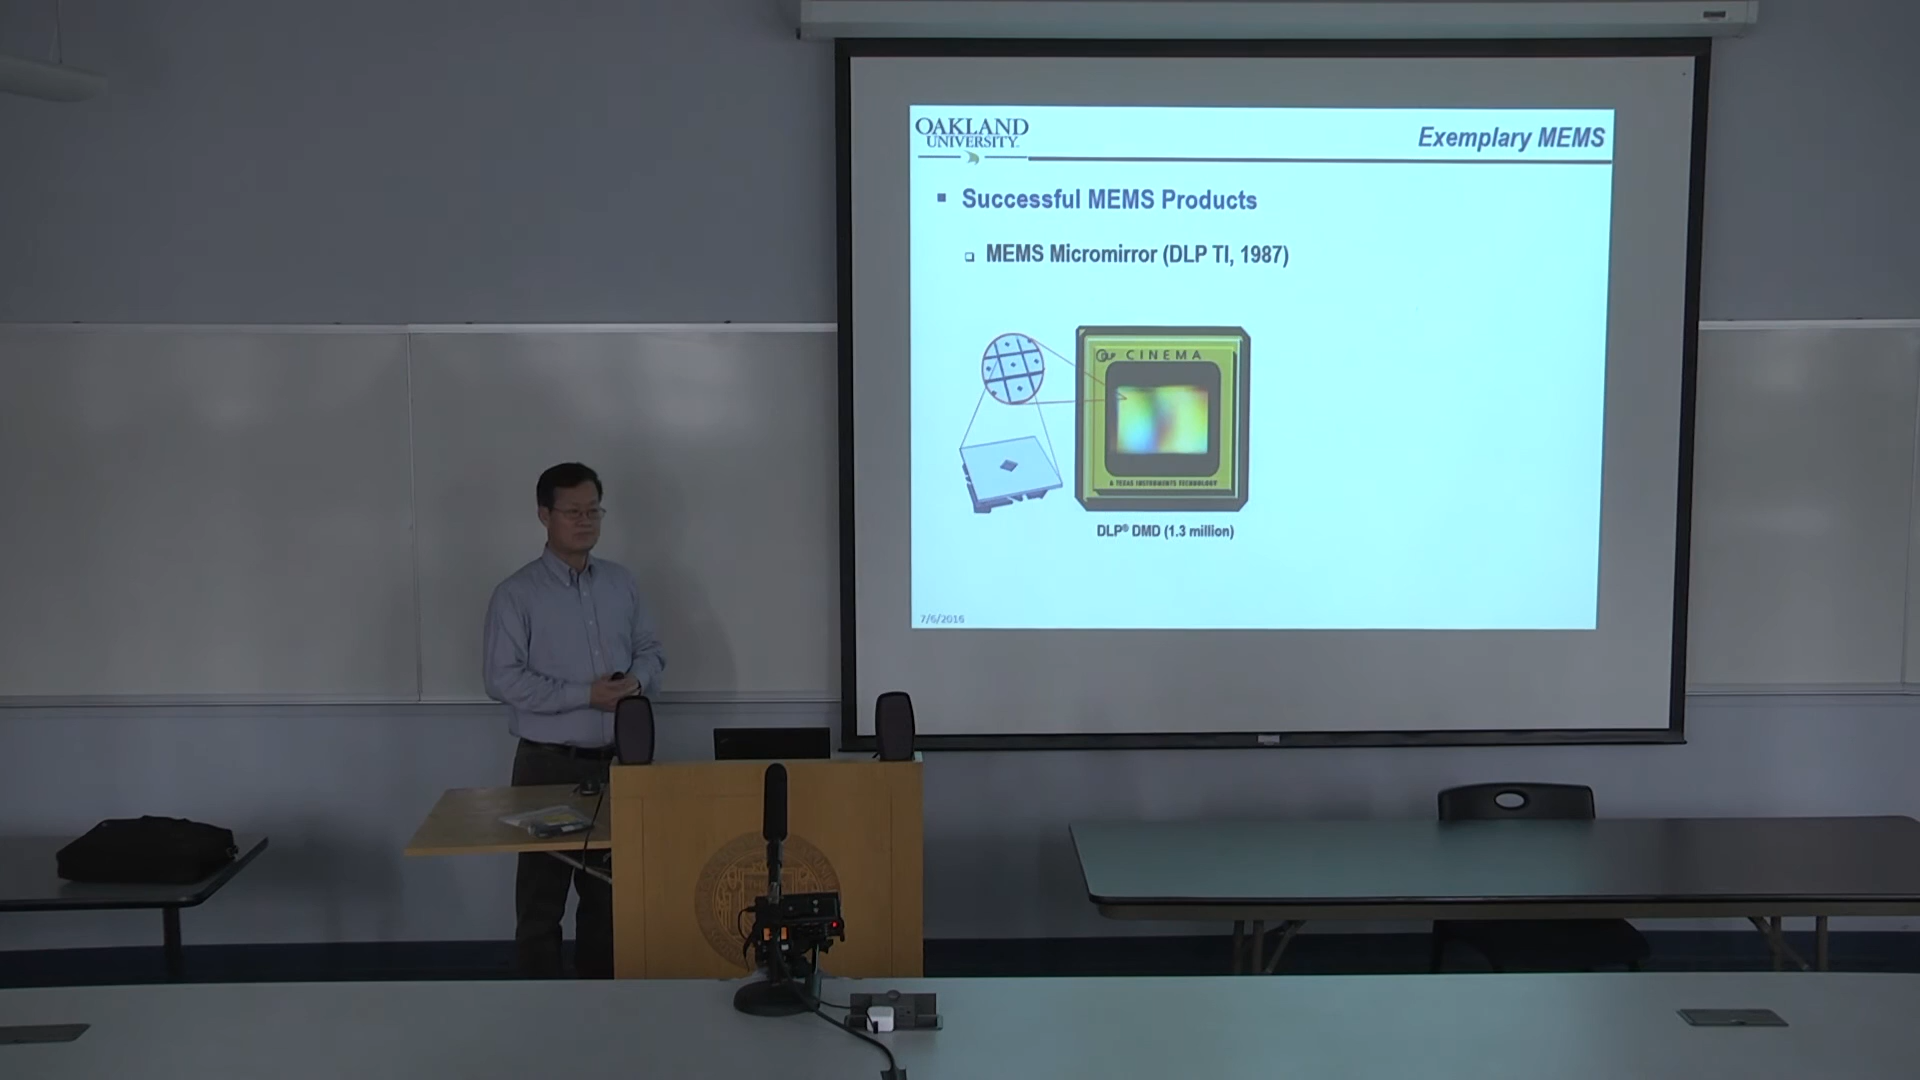 OAKLAND
UNIVERSITY
Exemplary MEMS
Successful MEMS Products
MEMS Micromirror (DLP TI, 1987)
DLP CINEMA
A TEXAS INSTRUMENTS TECHNOLOGY
DLP® DMD (1.3 million)
7/6/2016